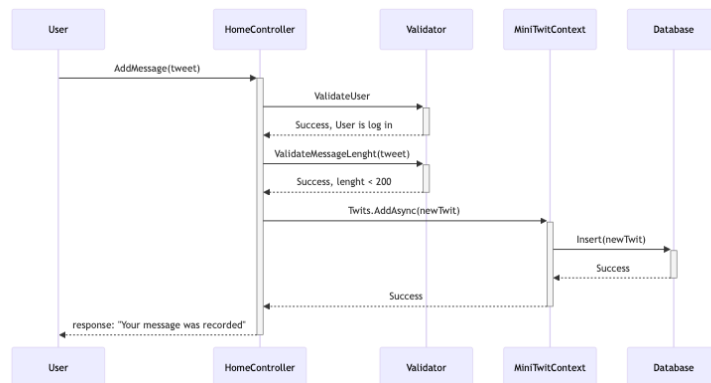 User HomeController Validator MiniTwitContext Database
AddMessage(tweet)
ValidateUser
Success, User is log in
ValidateMessageLenght(tweet)
Success, lenght < 200
Twits.AddAsync(newTwit)
Insert(newTwit)
Success
Success
response: "Your message was recorded"
User HomeController Validator MiniTwitContext Database